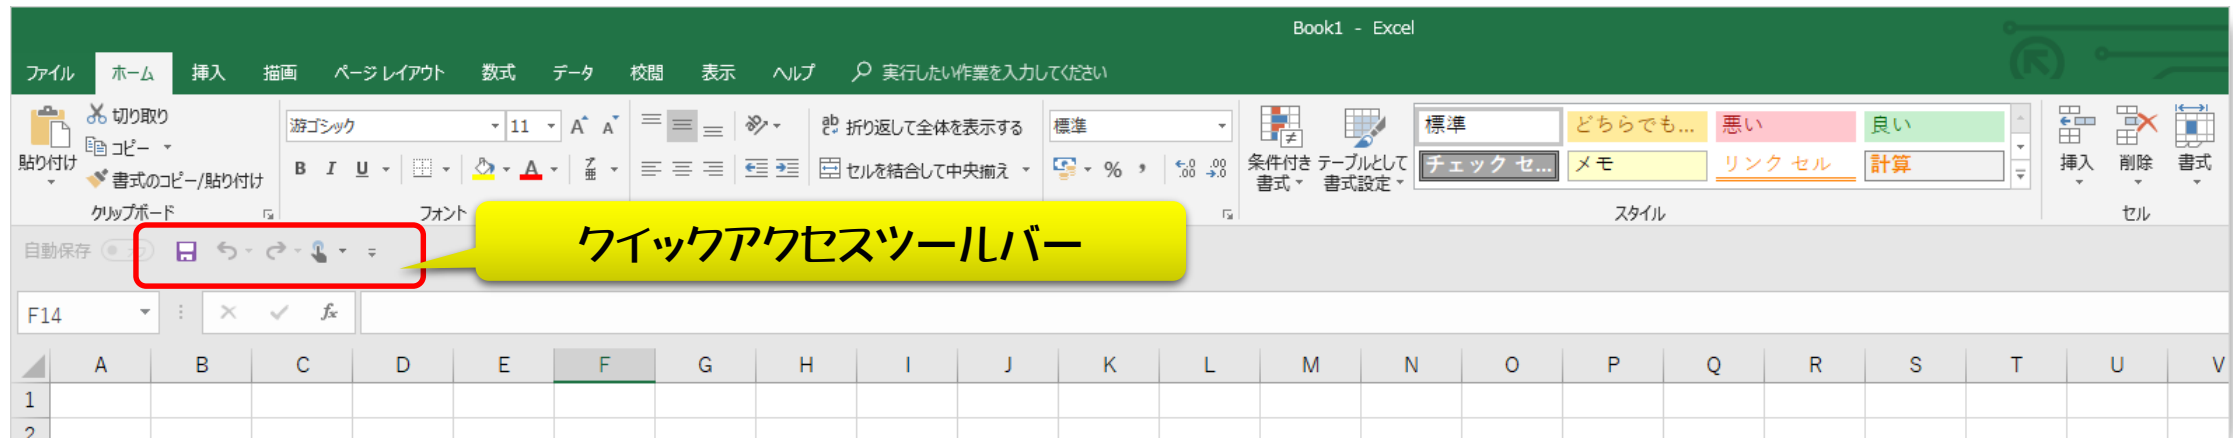 Book1 - Excel
ファイル ホーム 挿入 描画 ページ レイアウト 数式 データ 校閲 表示 ヘルプ 実行したい作業を入力してください
切り取り
コピー
書式のコピー/貼り付け
貼り付け
クリップボード
游ゴシック 11 A A
B I U A
フォント
折り返して全体を表示する
セルを結合して中央揃え
標準
% ,
条件付き書式
テーブルとして書式設定
標準 どちらでも... 悪い 良い
チェック セ... メモ リンク セル 計算
スタイル
挿入 削除 書式
セル
自動保存
クイックアクセスツールバー
F14 fx
A B C D E F G H I J K L M N O P Q R S T U V
1
2